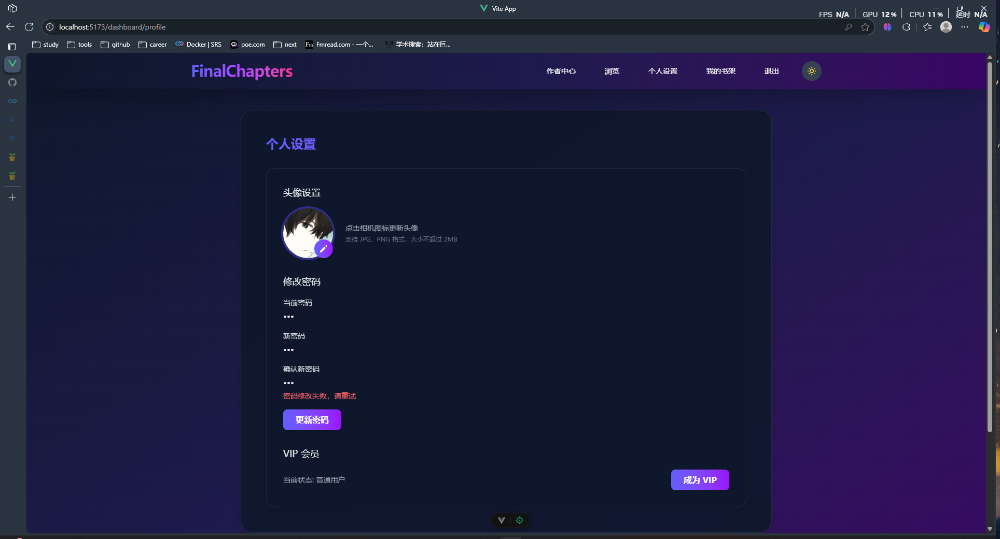 Vite App
FPS N/A GPU 12% CPU 11% 延时 N/A
localhost:5173/dashboard/profile
study tools github career Docker | SRS poe.com next Fm Fmread.com - 一个... 学术搜索：站在巨...
FinalChapters
作者中心 浏览 个人设置 我的书架 退出
个人设置
头像设置
点击相机图标更新头像
支持 JPG、PNG 格式，大小不超过 2MB
修改密码
当前密码
•••
新密码
•••
确认新密码
•••
密码修改失败，请重试
更新密码
VIP 会员
当前状态: 普通用户
成为 VIP